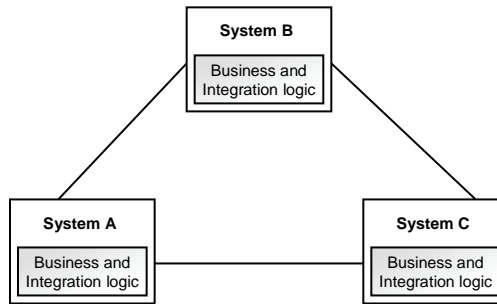 System B
Business and
Integration logic
System A
Business and
Integration logic
System C
Business and
Integration logic